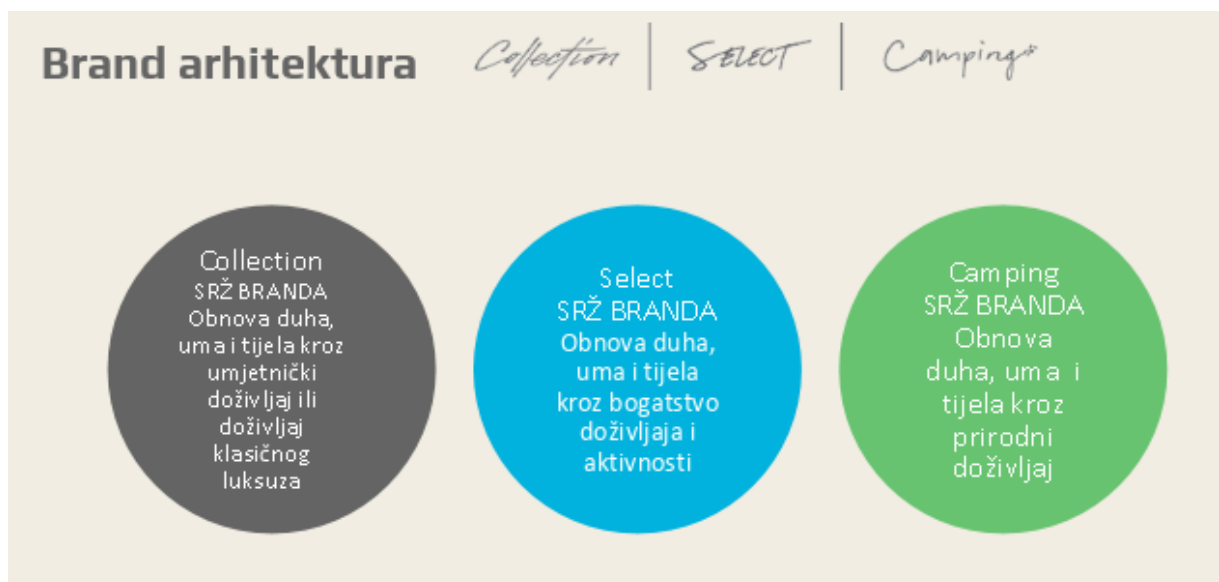 Brand arhitektura
Collection
SELECT
Camping*
Collection
SRŽ BRANDA
Obnova duha,
uma i tijela kroz
umjetnički
doživljaj ili
doživljaj
klasičnog
luksuza
Select
SRŽ BRANDA
Obnova duha,
uma i tijela
kroz bogatstvo
doživljaja i
aktivnosti
Camping
SRŽ BRANDA
Obnova
duha, uma i
tijela kroz
prirodni
doživljaj